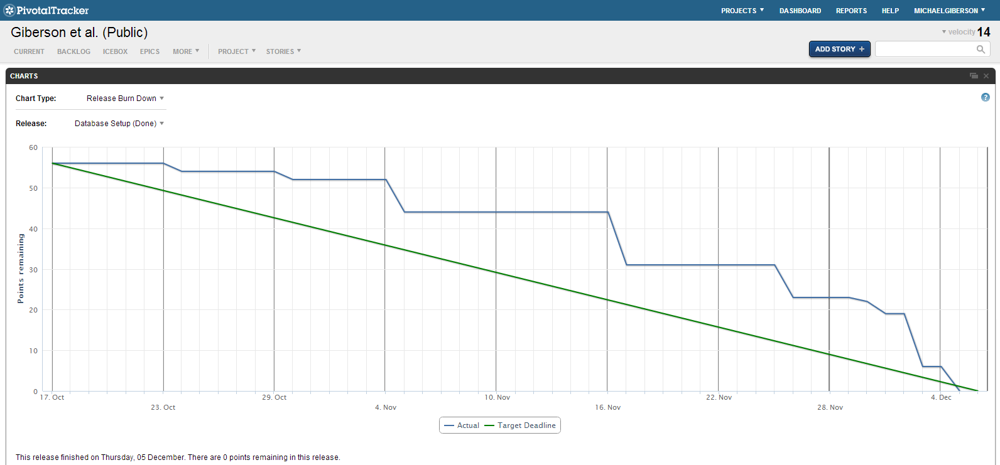 PivotalTracker PROJECTS DASHBOARD REPORTS HELP MICHAELGIBERSON
Giberson et al. (Public) velocity 14
CURRENT BACKLOG ICEBOX EPICS MORE PROJECT STORIES ADD STORY +
CHARTS
Chart Type: Release Burn Down ?
Release: Database Setup (Done)
60
50
40
30
20
10
0
Points remaining
17. Oct 29. Oct 10. Nov 22. Nov 4. Dec
23. Oct 4. Nov 16. Nov 28. Nov
Actual Target Deadline
This release finished on Thursday, 05 December. There are 0 points remaining in this release.